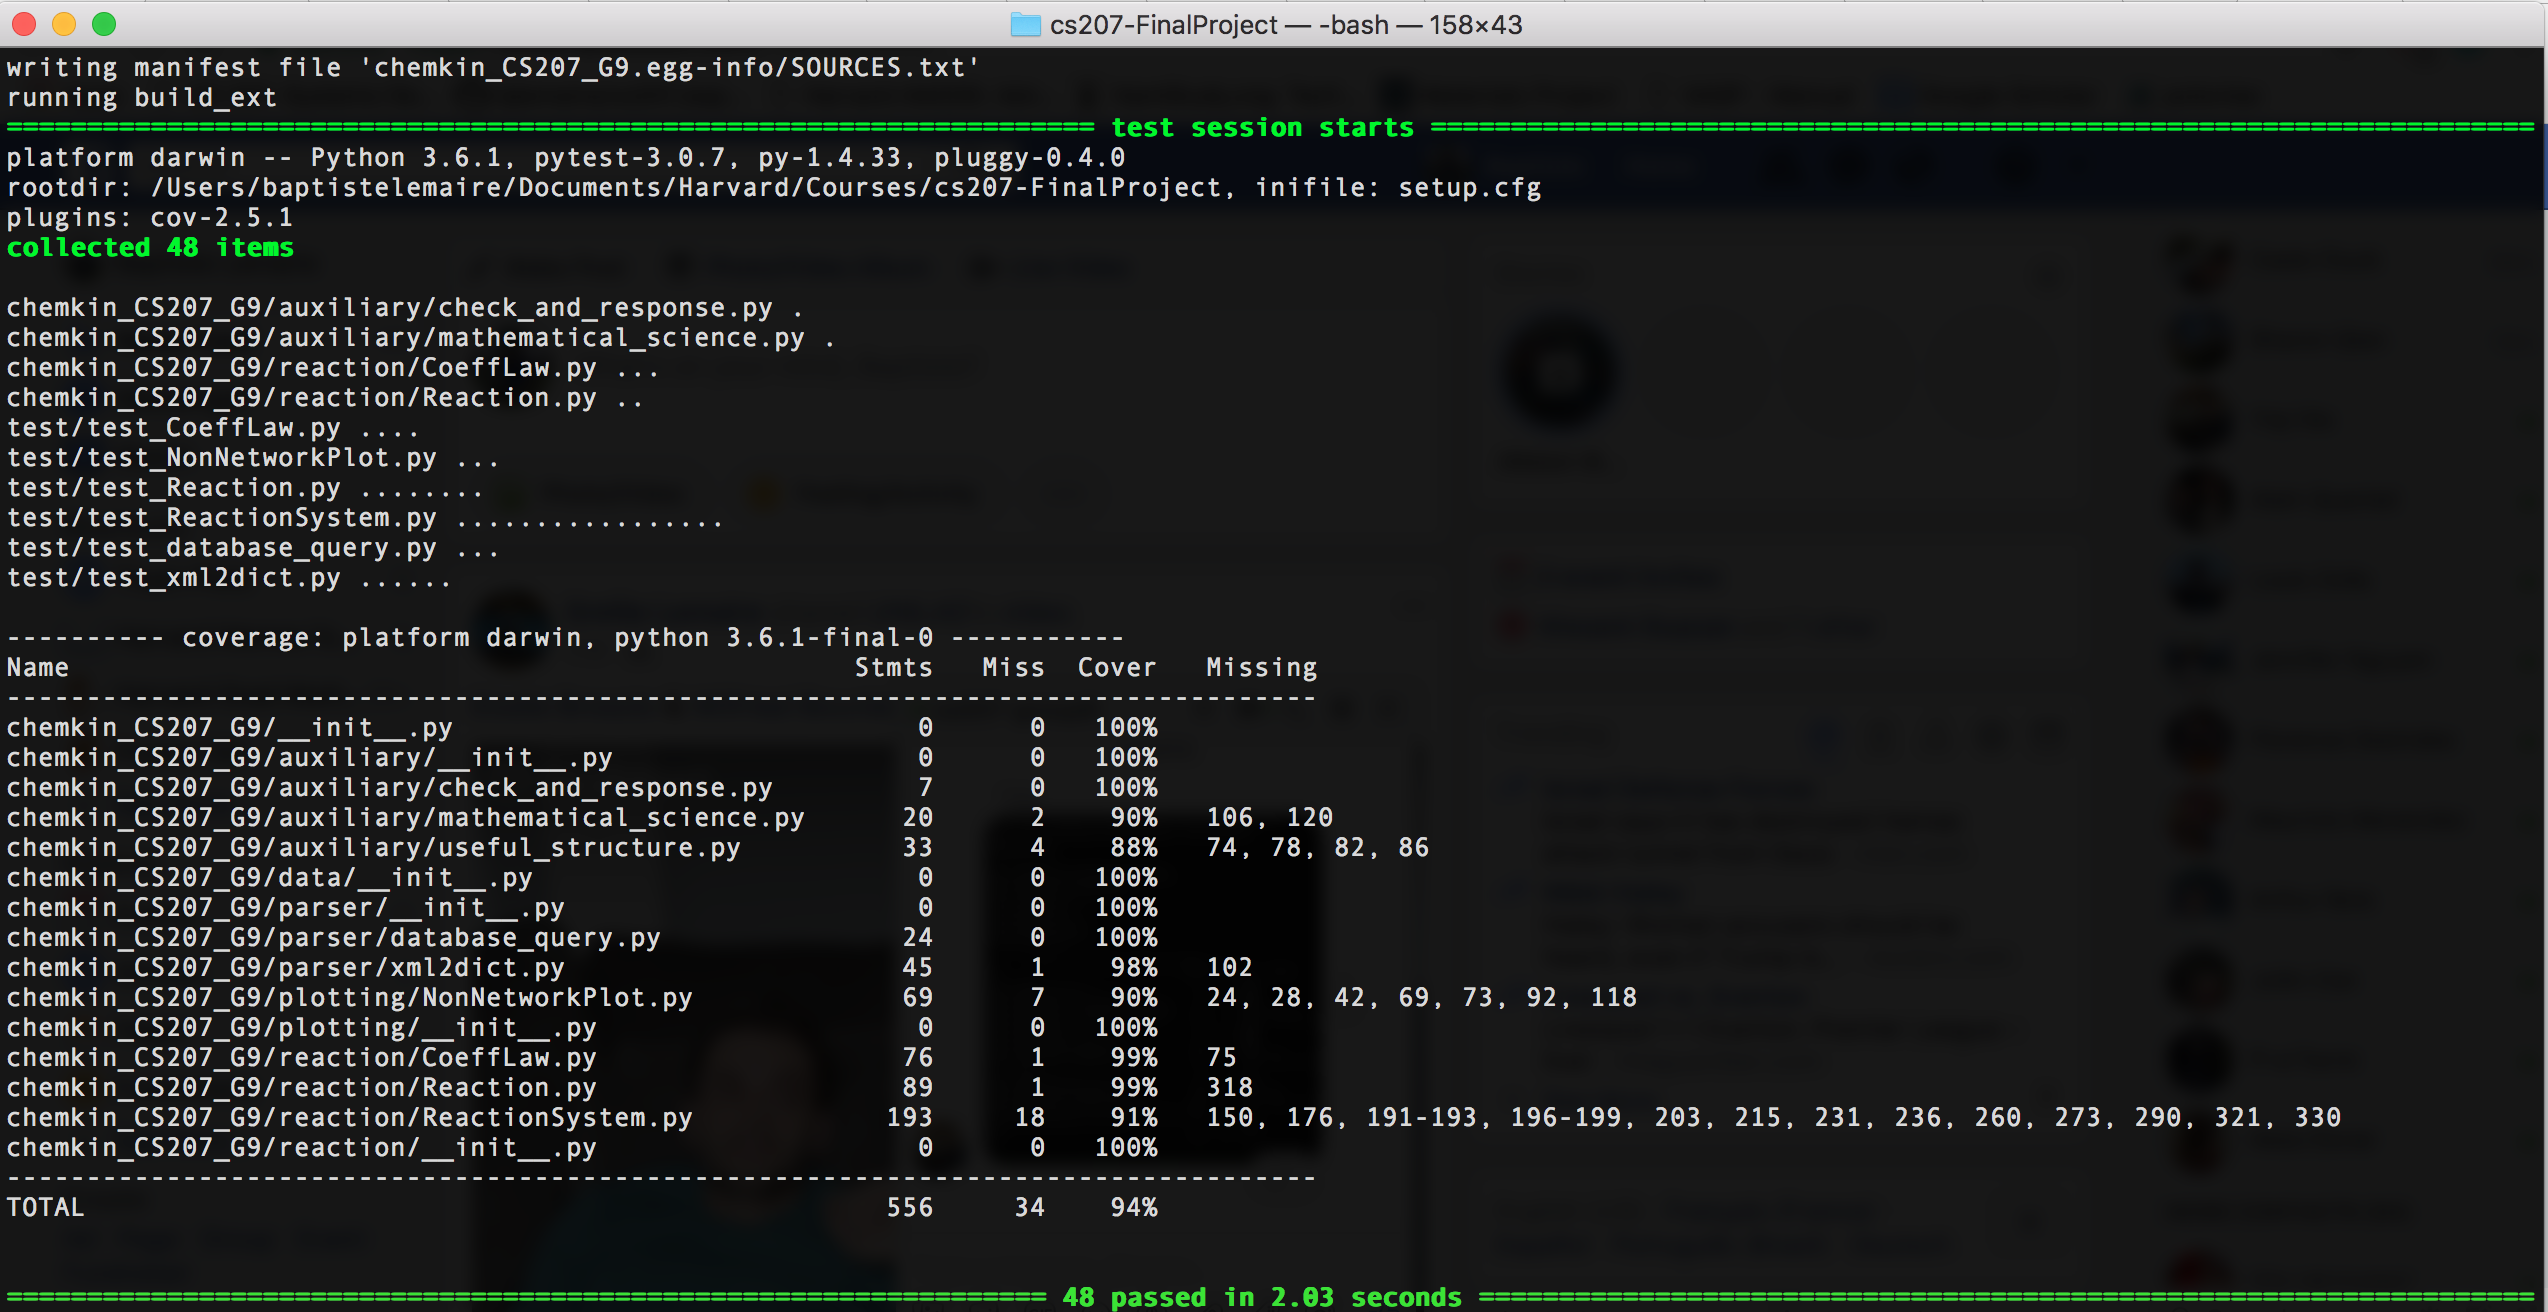 cs207-FinalProject — -bash — 158×43
writing manifest file 'chemkin_CS207_G9.egg-info/SOURCES.txt'
running build_ext
==================================================================== test session starts =====================================================================
platform darwin -- Python 3.6.1, pytest-3.0.7, py-1.4.33, pluggy-0.4.0
rootdir: /Users/baptistelemaire/Documents/Harvard/Courses/cs207-FinalProject, inifile: setup.cfg
plugins: cov-2.5.1
collected 48 items
chemkin_CS207_G9/auxiliary/check_and_response.py .
chemkin_CS207_G9/auxiliary/mathematical_science.py .
chemkin_CS207_G9/reaction/CoeffLaw.py ...
chemkin_CS207_G9/reaction/Reaction.py ..
test/test_CoeffLaw.py ....
test/test_NonNetworkPlot.py ...
test/test_Reaction.py ........
test/test_ReactionSystem.py .................
test/test_database_query.py ...
test/test_xml2dict.py ......
---------- coverage: platform darwin, python 3.6.1-final-0 -----------
Name                                                 Stmts   Miss  Cover   Missing
----------------------------------------------------------------------------------
chemkin_CS207_G9/__init__.py                             0      0   100%
chemkin_CS207_G9/auxiliary/__init__.py                   0      0   100%
chemkin_CS207_G9/auxiliary/check_and_response.py         7      0   100%
chemkin_CS207_G9/auxiliary/mathematical_science.py      20      2    90%   106, 120
chemkin_CS207_G9/auxiliary/useful_structure.py          33      4    88%   74, 78, 82, 86
chemkin_CS207_G9/data/__init__.py                        0      0   100%
chemkin_CS207_G9/parser/__init__.py                      0      0   100%
chemkin_CS207_G9/parser/database_query.py               24      0   100%
chemkin_CS207_G9/parser/xml2dict.py                     45      1    98%   102
chemkin_CS207_G9/plotting/NonNetworkPlot.py             69      7    90%   24, 28, 42, 69, 73, 92, 118
chemkin_CS207_G9/plotting/__init__.py                    0      0   100%
chemkin_CS207_G9/reaction/CoeffLaw.py                   76      1    99%   75
chemkin_CS207_G9/reaction/Reaction.py                   89      1    99%   318
chemkin_CS207_G9/reaction/ReactionSystem.py            193     18    91%   150, 176, 191-193, 196-199, 203, 215, 231, 236, 260, 273, 290, 321, 330
chemkin_CS207_G9/reaction/__init__.py                    0      0   100%
----------------------------------------------------------------------------------
TOTAL                                                  556     34    94%
================================================================= 48 passed in 2.03 seconds ==================================================================